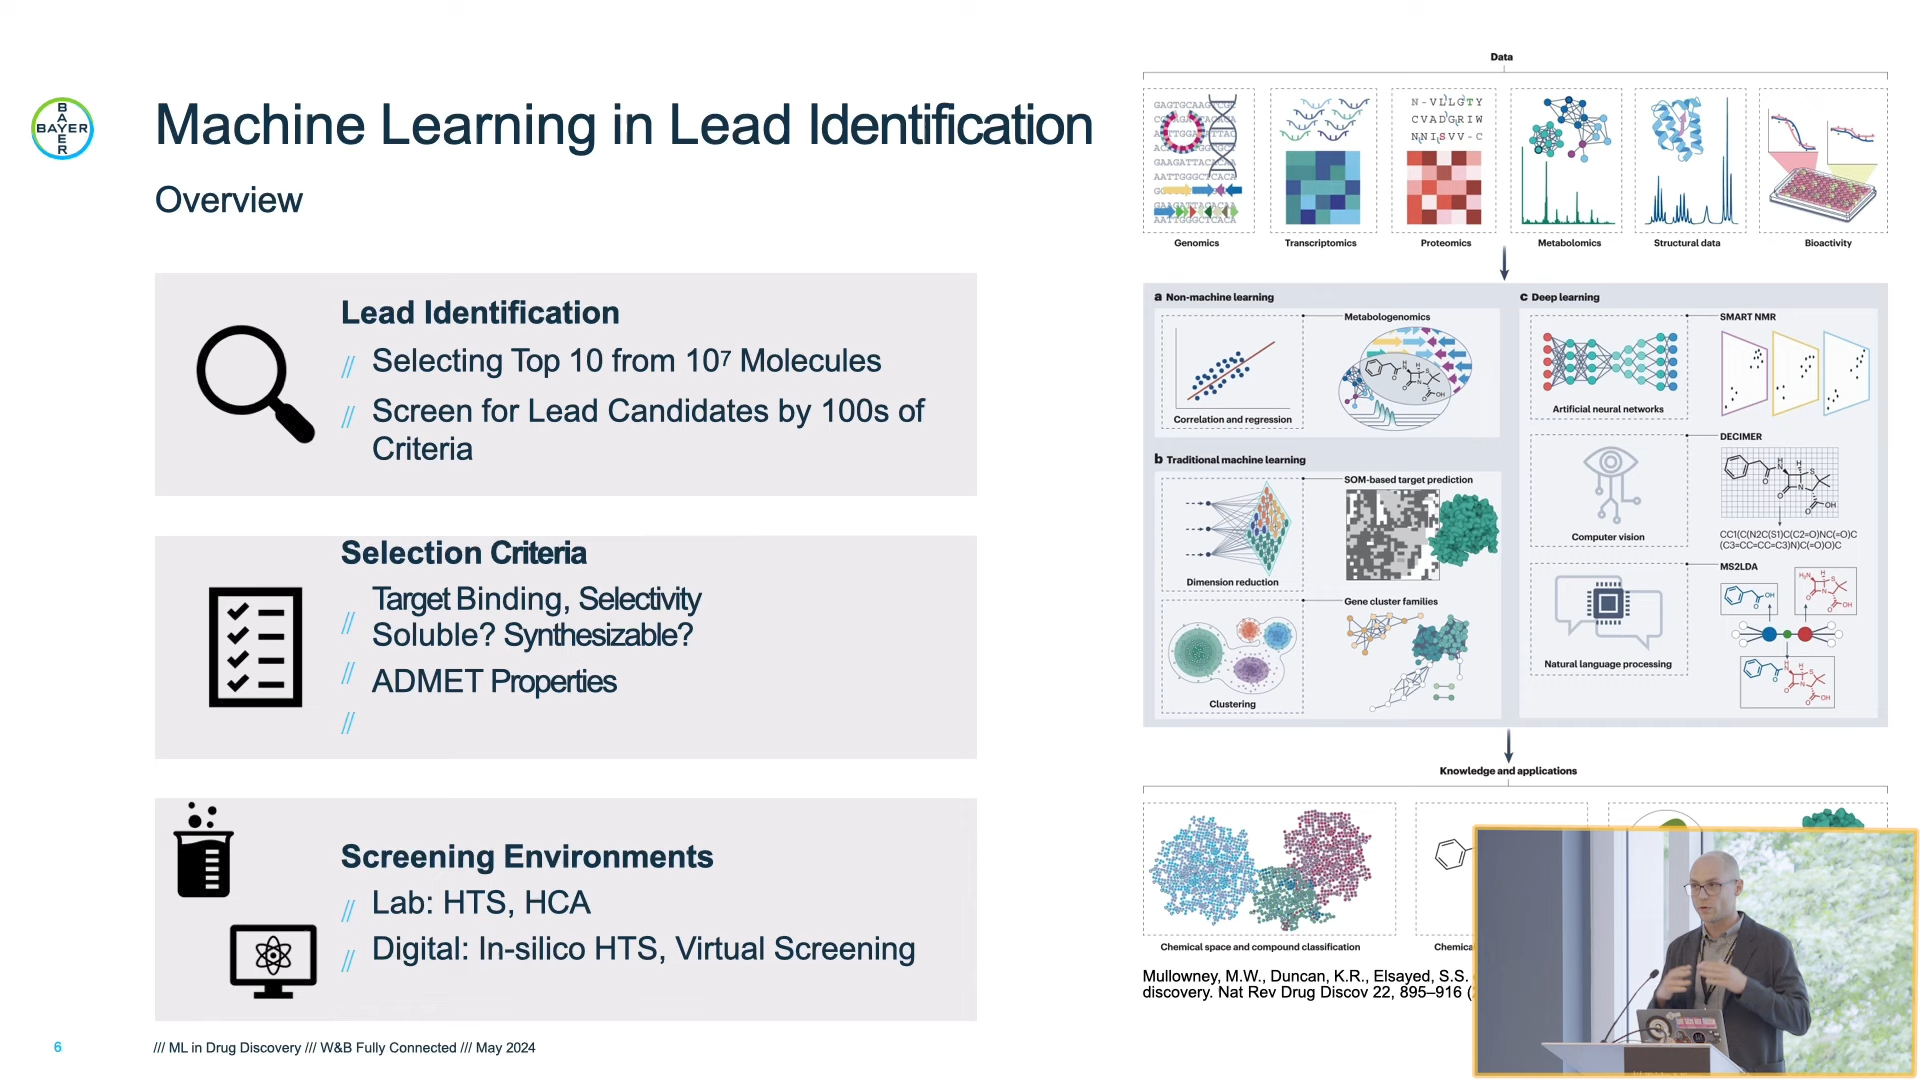 BAYER
BAYER
Machine Learning in Lead Identification
Overview
Lead Identification
// Selecting Top 10 from 10⁷ Molecules
// Screen for Lead Candidates by 100s of
Criteria
Selection Criteria
Target Binding, Selectivity
//
Soluble? Synthesizable?
// ADMET Properties
//
Screening Environments
// Lab: HTS, HCA
// Digital: In-silico HTS, Virtual Screening
6
/// ML in Drug Discovery /// W&B Fully Connected /// May 2024
Data
GAAGATTACACAA
AATTGGGCTCACA
N-VLLGTY
CVADGRIW
NNISVV-C
Genomics
Transcriptomics
Proteomics
Metabolomics
Structural data
Bioactivity
a Non-machine learning
Metabologenomics
Correlation and regression
b Traditional machine learning
SOM-based target prediction
Dimension reduction
Gene cluster families
Clustering
c Deep learning
SMART NMR
Artificial neural networks
DECIMER
Computer vision
CC1(C(N2C(S1)C(C2=O)NC(=O)C
(C3=CC=CC=C3)N)C(=O)O)C
MS2LDA
Natural language processing
Knowledge and applications
Chemical space and compound classification
Mullowney, M.W., Duncan, K.R., Elsayed, S.S.
discovery. Nat Rev Drug Discov 22, 895–916 (